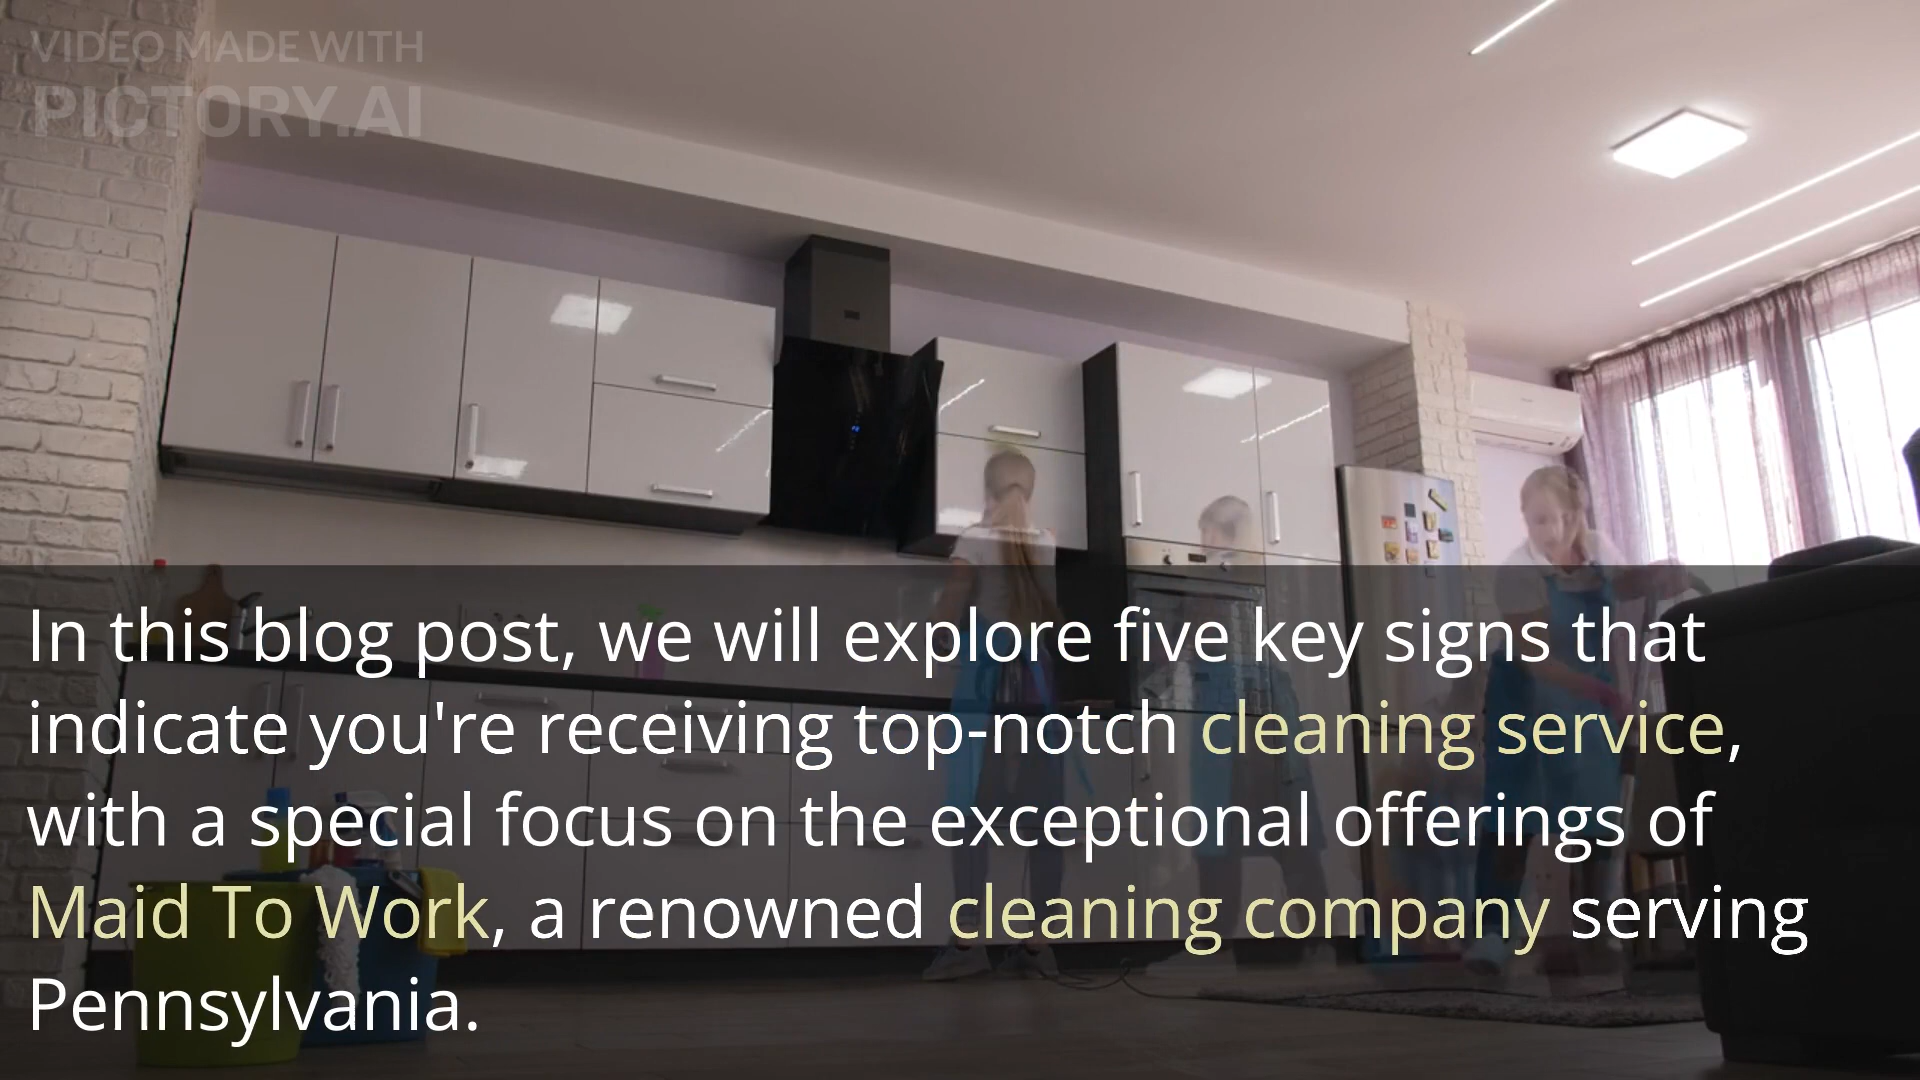 VIDEO MADE WITH
PICTORY.AI
In this blog post, we will explore five key signs that
indicate you're receiving top-notch cleaning service,
with a special focus on the exceptional offerings of
Maid To Work, a renowned cleaning company serving
Pennsylvania.